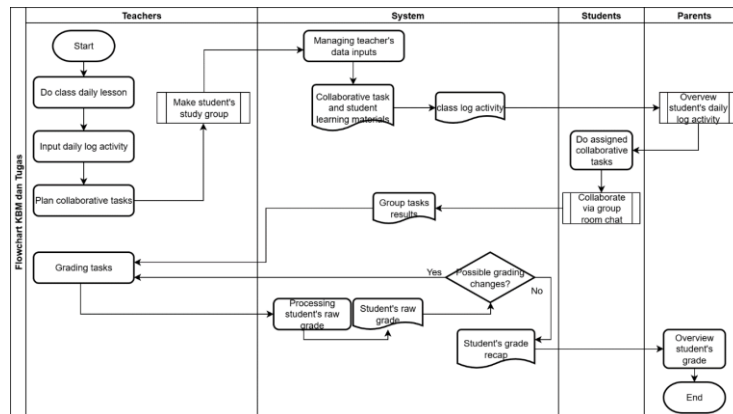 Teachers
System
Students
Parents
Flowchart KBM dan Tugas
Start
Managing teacher's
data inputs
Do class daily lesson
Make student's
study group
Collaborative task
and student
learning materials
class log activity
Overvew student's daily
log activity
Input daily log activity
Do assigned
collaborative
tasks
Plan collaborative tasks
Group tasks
results
Collaborate
via group
room chat
Grading tasks
Yes
Possible grading
changes?
No
Processing
student's raw
grade
Student's raw
grade
Student's grade
recap
Overview
student's
grade
End